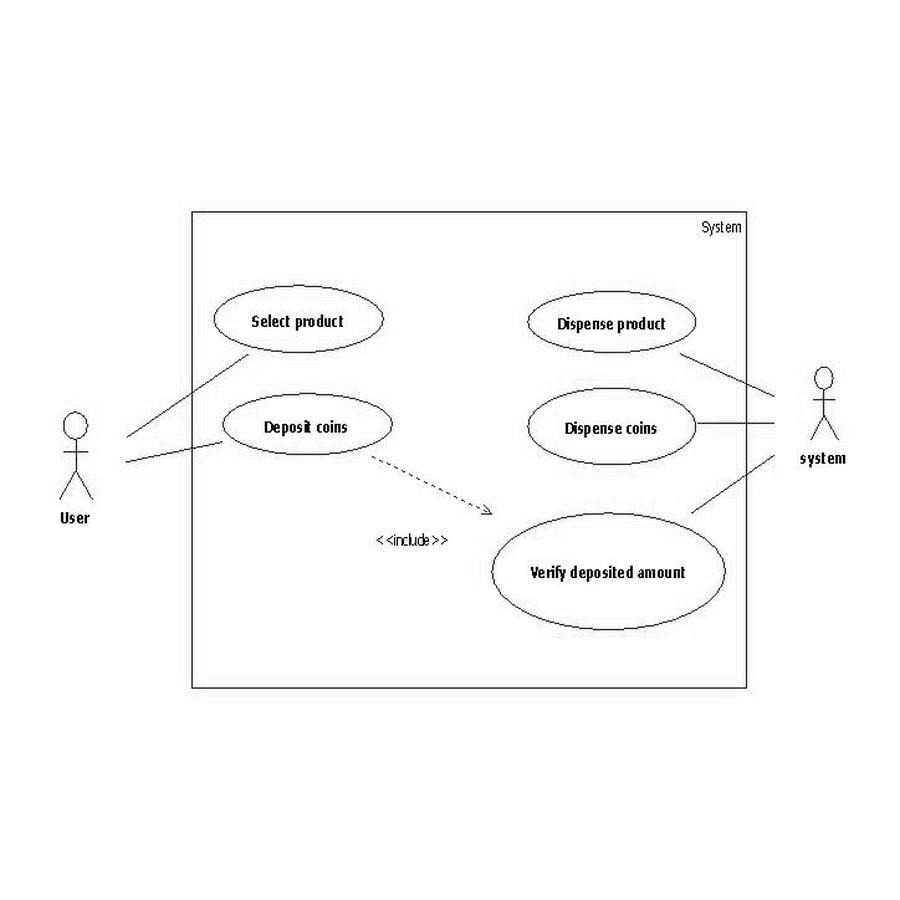 System
Select product
Dispense product
Deposit coins
Dispense coins
system
User
<<include>>
Verify deposited amount